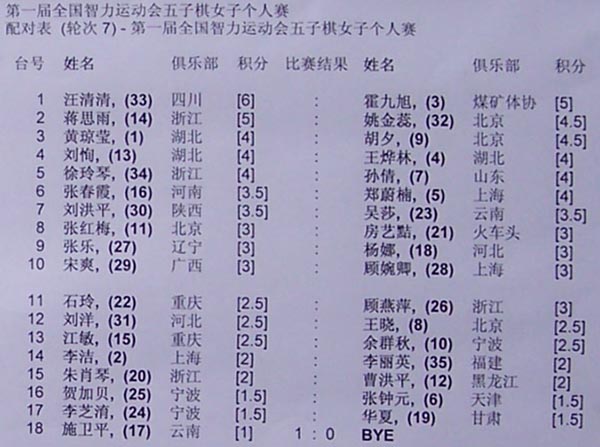 第一届全国智力运动会五子棋女子个人赛
配对表 (轮次 7) - 第一届全国智力运动会五子棋女子个人赛
台号 姓名 俱乐部 积分 比赛结果 姓名 俱乐部 积分
1 汪清清, (33) 四川 [6] : 霍九旭, (3) 煤矿体协 [5]
2 蒋思雨, (14) 浙江 [5] : 姚金蕊, (32) 北京 [4.5]
3 黄琼莹, (1) 湖北 [4] : 胡夕, (9) 北京 [4.5]
4 刘恂, (13) 湖北 [4] : 王烨林, (4) 湖北 [4]
5 徐玲琴, (34) 浙江 [4] : 孙倩, (7) 山东 [4]
6 张春霞, (16) 河南 [3.5] : 郑蔚楠, (5) 上海 [4]
7 刘洪平, (30) 陕西 [3.5] : 吴莎, (23) 云南 [3.5]
8 张红梅, (11) 北京 [3] : 房艺黠, (21) 火车头 [3]
9 张乐, (27) 辽宁 [3] : 杨娜, (18) 河北 [3]
10 宋爽, (29) 广西 [3] : 顾婉卿, (28) 上海 [3]
11 石玲, (22) 重庆 [2.5] : 顾燕萍, (26) 浙江 [3]
12 刘洋, (31) 河北 [2.5] : 王晓, (8) 北京 [2.5]
13 江敏, (15) 重庆 [2.5] : 余群秋, (10) 宁波 [2.5]
14 李洁, (2) 上海 [2] : 李丽英, (35) 福建 [2]
15 朱肖琴, (20) 浙江 [2] : 曹洪平, (12) 黑龙江 [2]
16 贺加贝, (25) 宁波 [1.5] : 张钟元, (6) 天津 [1.5]
17 李芝淯, (24) 宁波 [1.5] : 华夏, (19) 甘肃 [1.5]
18 施卫平, (17) 云南 [1] 1 : 0 BYE